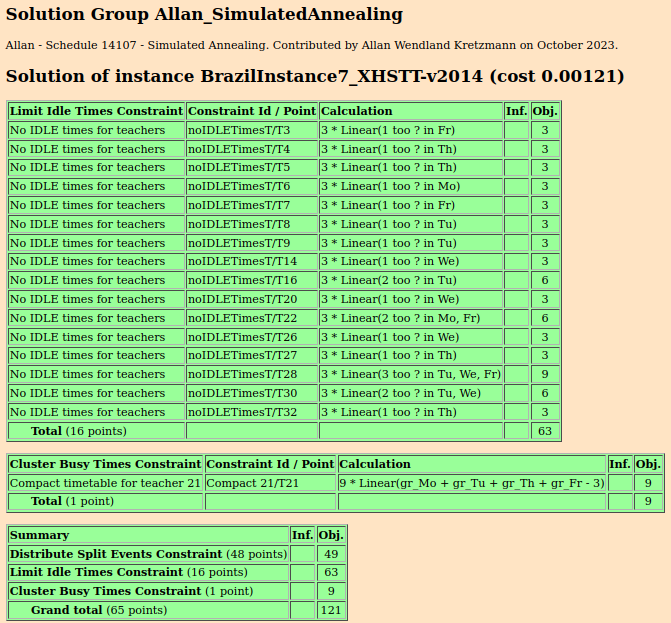 Solution Group Allan_SimulatedAnnealing
Allan - Schedule 14107 - Simulated Annealing. Contributed by Allan Wendland Kretzmann on October 2023.
Solution of instance BrazilInstance7_XHSTT-v2014 (cost 0.00121)
Limit Idle Times Constraint Constraint Id / Point Calculation Inf. Obj.
No IDLE times for teachers noIDLETimesT/T3 3 * Linear(1 too ? in Fr) 3
No IDLE times for teachers noIDLETimesT/T4 3 * Linear(1 too ? in Th) 3
No IDLE times for teachers noIDLETimesT/T5 3 * Linear(1 too ? in Th) 3
No IDLE times for teachers noIDLETimesT/T6 3 * Linear(1 too ? in Mo) 3
No IDLE times for teachers noIDLETimesT/T7 3 * Linear(1 too ? in Fr) 3
No IDLE times for teachers noIDLETimesT/T8 3 * Linear(1 too ? in Tu) 3
No IDLE times for teachers noIDLETimesT/T9 3 * Linear(1 too ? in Tu) 3
No IDLE times for teachers noIDLETimesT/T14 3 * Linear(1 too ? in We) 3
No IDLE times for teachers noIDLETimesT/T16 3 * Linear(2 too ? in Tu) 6
No IDLE times for teachers noIDLETimesT/T20 3 * Linear(1 too ? in We) 3
No IDLE times for teachers noIDLETimesT/T22 3 * Linear(2 too ? in Mo, Fr) 6
No IDLE times for teachers noIDLETimesT/T26 3 * Linear(1 too ? in We) 3
No IDLE times for teachers noIDLETimesT/T27 3 * Linear(1 too ? in Th) 3
No IDLE times for teachers noIDLETimesT/T28 3 * Linear(3 too ? in Tu, We, Fr) 9
No IDLE times for teachers noIDLETimesT/T30 3 * Linear(2 too ? in Tu, We) 6
No IDLE times for teachers noIDLETimesT/T32 3 * Linear(1 too ? in Th) 3
Total (16 points) 63
Cluster Busy Times Constraint Constraint Id / Point Calculation Inf. Obj.
Compact timetable for teacher 21 Compact 21/T21 9 * Linear(gr_Mo + gr_Tu + gr_Th + gr_Fr - 3) 9
Total (1 point) 9
Summary Inf. Obj.
Distribute Split Events Constraint (48 points) 49
Limit Idle Times Constraint (16 points) 63
Cluster Busy Times Constraint (1 point) 9
Grand total (65 points) 121